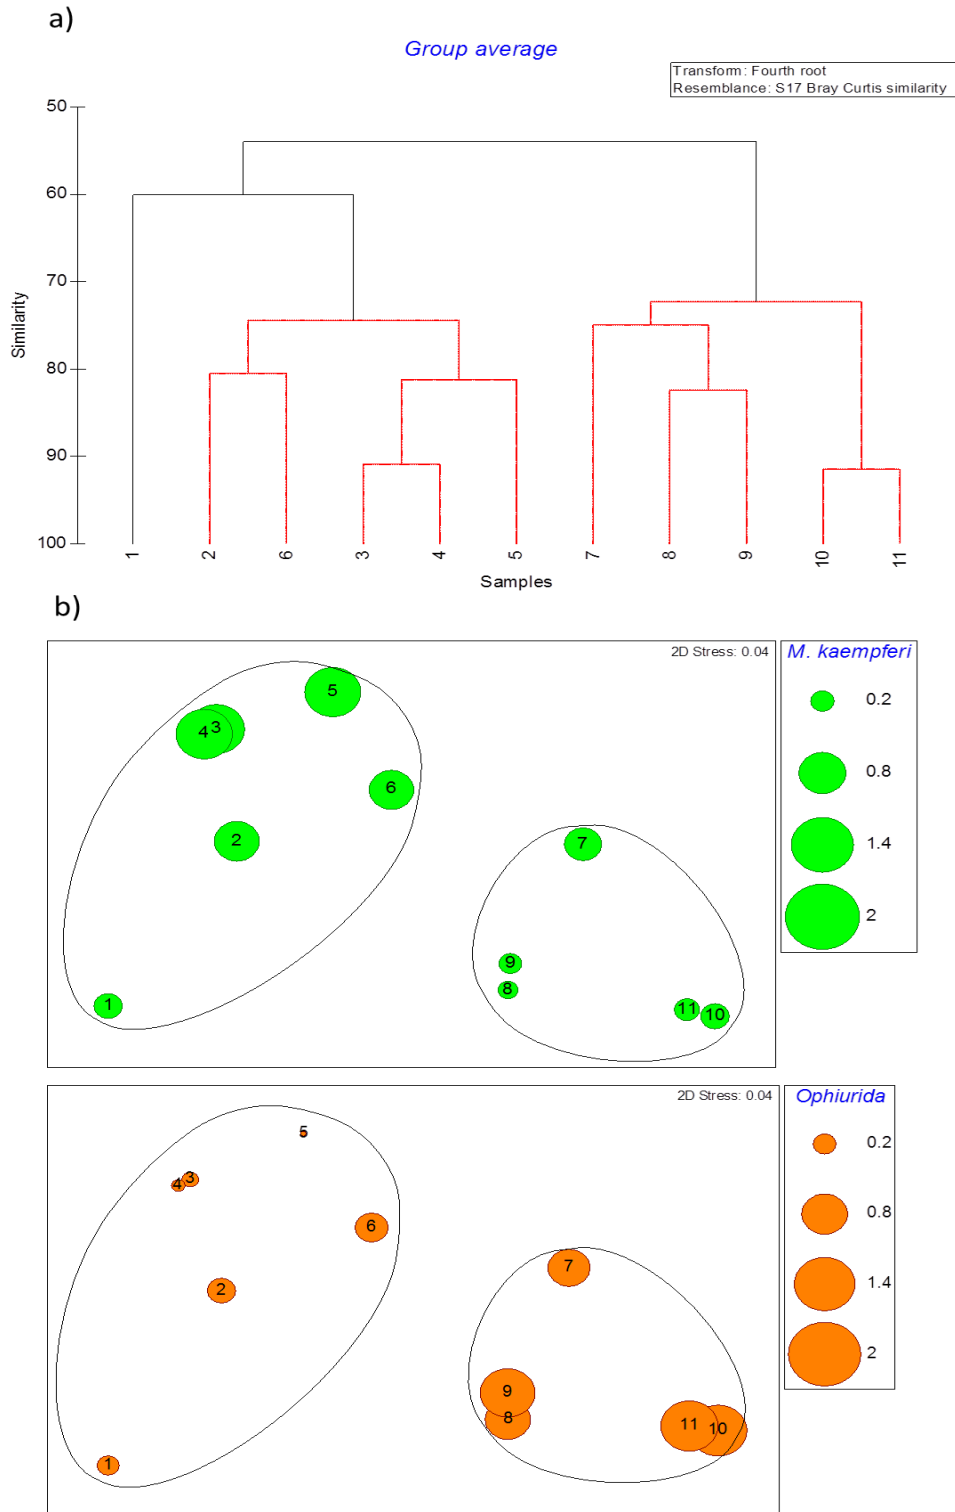 a)
Group average
Transform: Fourth root
Resemblance: S17 Bray Curtis similarity
50
60
70
80
90
100
Similarity
1 2 6 3 4 5 7 8 9 10 11
Samples
b)
2D Stress: 0.04
M. kaempferi
0.2
0.8
1.4
2
5
4 3
6
2
7
9
8
1
11 10
2D Stress: 0.04
Ophiurida
0.2
0.8
1.4
2
5
4 3
6
2
7
9
8
11 10
1